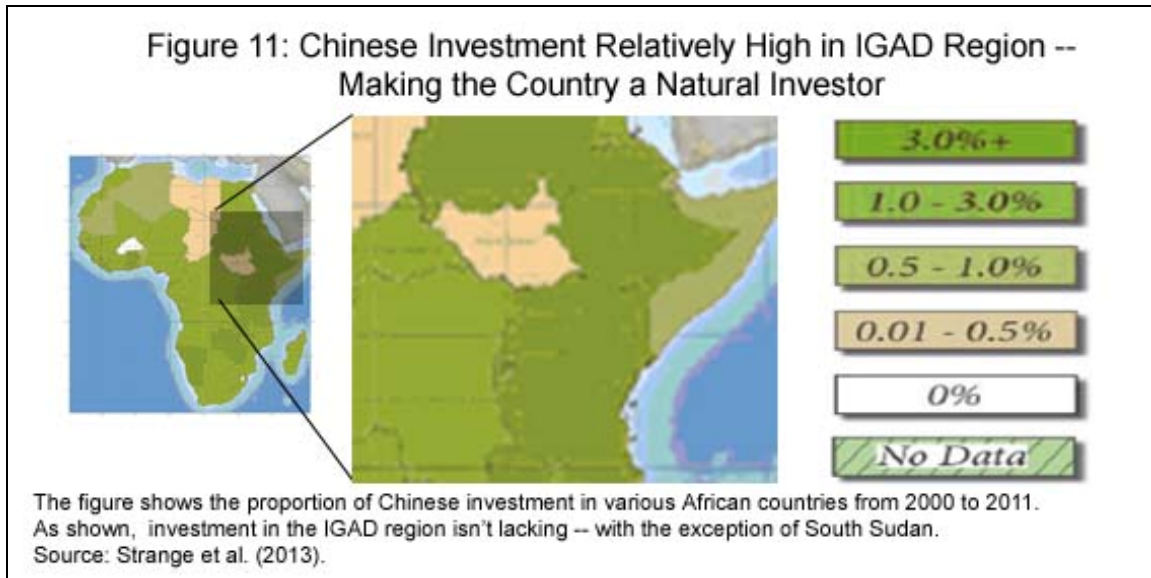 Figure 11: Chinese Investment Relatively High in IGAD Region --
Making the Country a Natural Investor
3.0%+
1.0 - 3.0%
0.5 - 1.0%
0.01 - 0.5%
0%
No Data
The figure shows the proportion of Chinese investment in various African countries from 2000 to 2011.
As shown, investment in the IGAD region isn't lacking -- with the exception of South Sudan.
Source: Strange et al. (2013).